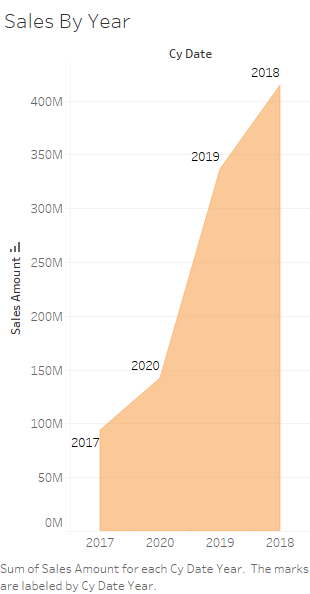 Sales By Year
Cy Date
2018
400M
350M
2019
300M
250M
Sales Amount
200M
150M
2020
100M
2017
50M
0M
2017 2020 2019 2018
Sum of Sales Amount for each Cy Date Year. The marks
are labeled by Cy Date Year.